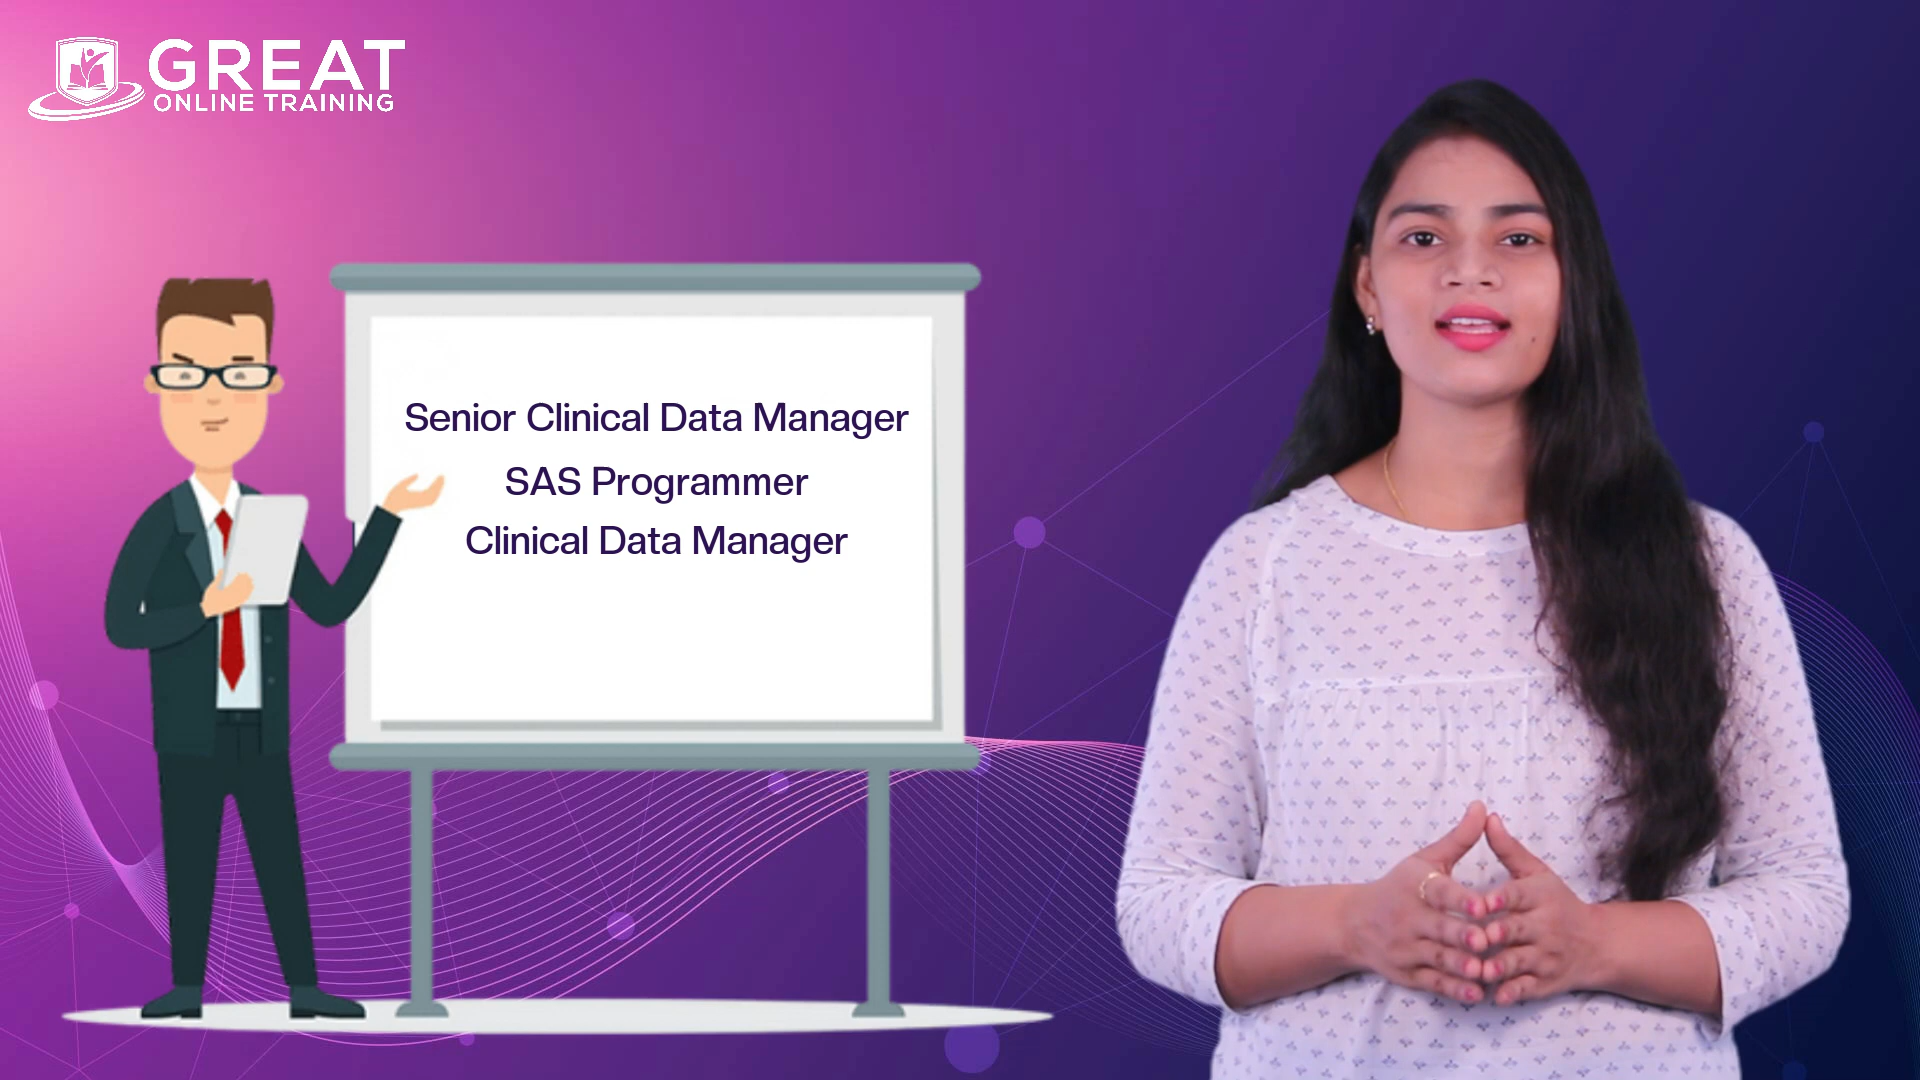 GREAT
ONLINE TRAINING
Senior Clinical Data Manager
SAS Programmer
Clinical Data Manager